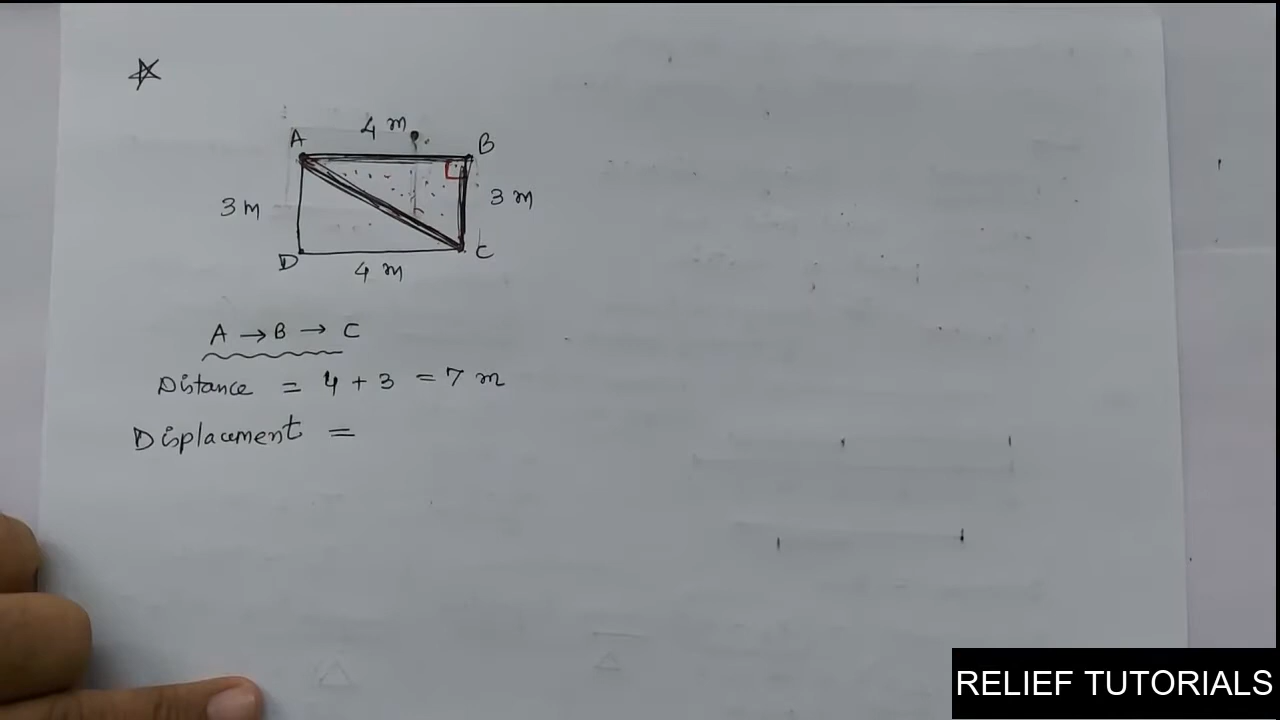 4 m
A B
3 m 3 m
D C
4 m
A → B → C
Distance = 4 + 3 = 7 m
Displacement =
RELIEF TUTORIALS